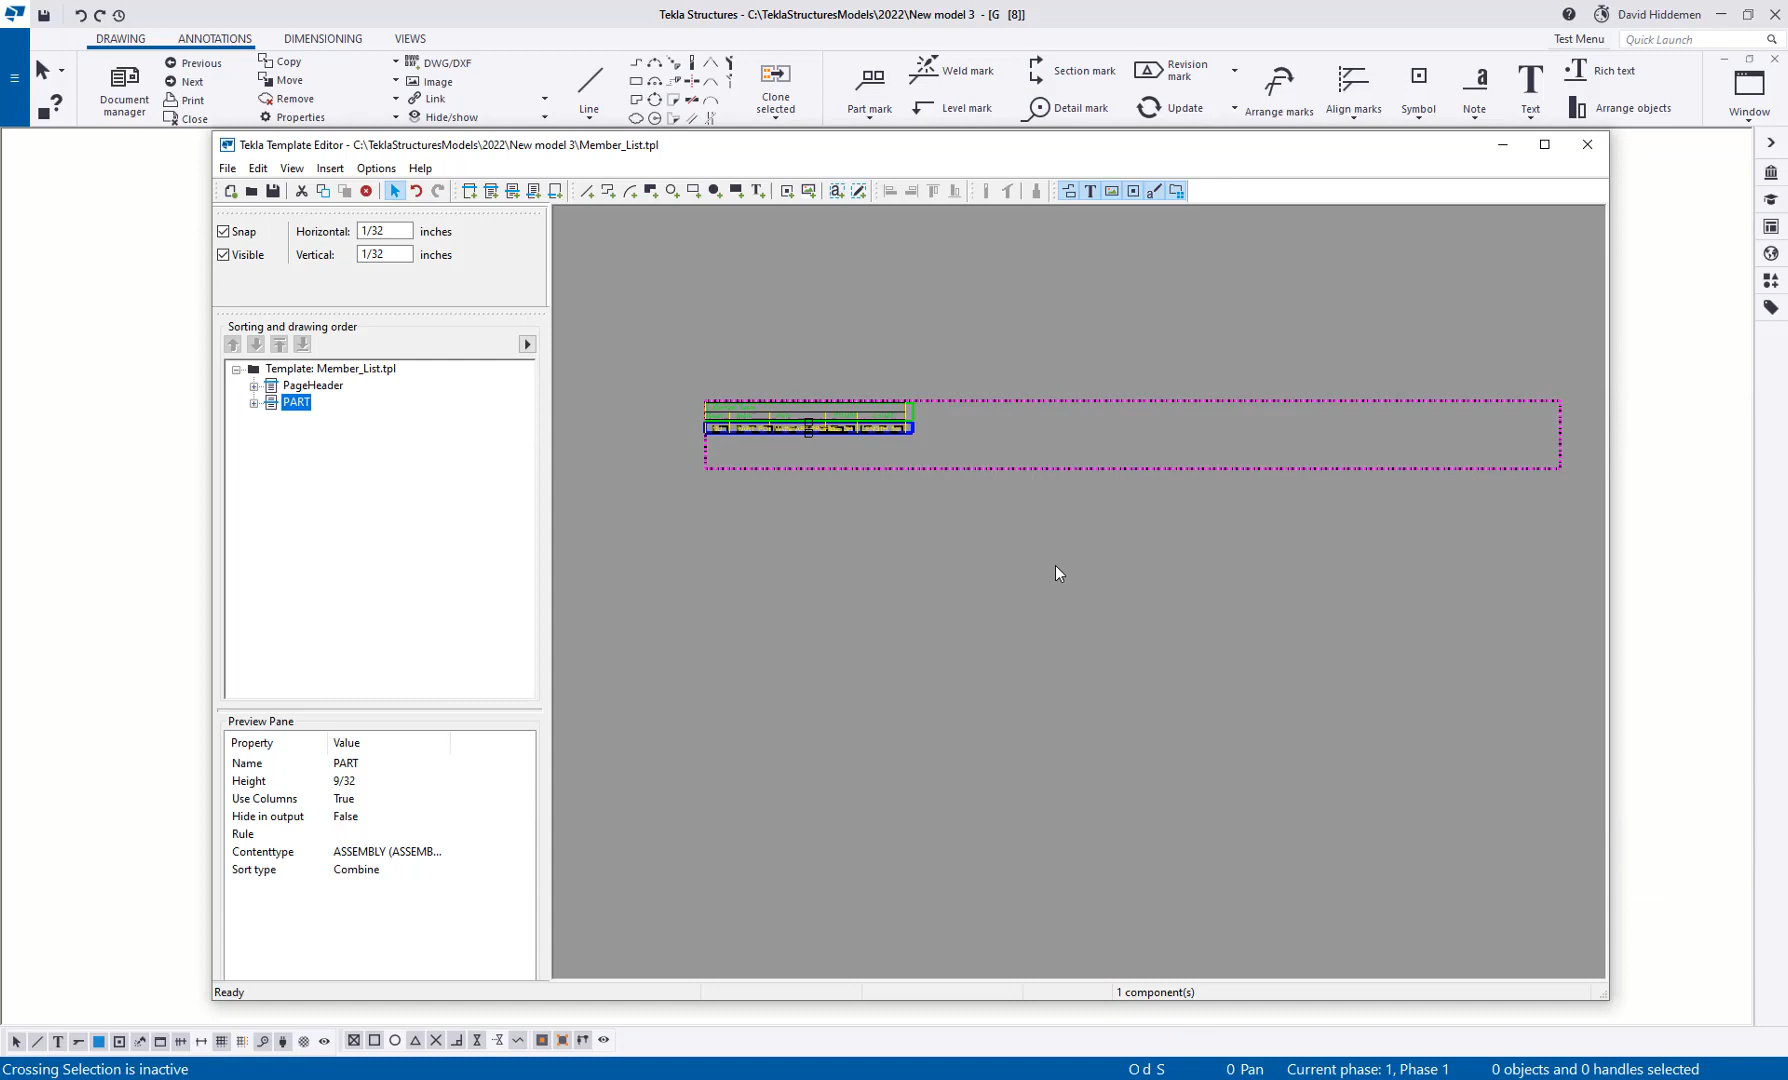 Tekla Structures - C:\TeklaStructuresModels\2022\New model 3 - [G [8]]
David Hiddemen
DRAWING
ANNOTATIONS
DIMENSIONING
VIEWS
Test Menu
Quick Launch
Document manager
Previous
Next
Print
Close
Copy
Move
Remove
Properties
DWG/DXF
Image
Link
Hide/show
Line
Clone selected
Part mark
Weld mark
Level mark
Section mark
Detail mark
Revision mark
Update
Arrange marks
Align marks
Symbol
Note
Text
Rich text
Arrange objects
Window
Tekla Template Editor - C:\TeklaStructuresModels\2022\New model 3\Member_List.tpl
File Edit View Insert Options Help
Snap
Horizontal: 1/32 inches
Visible
Vertical: 1/32 inches
Sorting and drawing order
Template: Member_List.tpl
PageHeader
PART
Preview Pane
Property Value
Name PART
Height 9/32
Use Columns True
Hide in output False
Rule
Contenttype ASSEMBLY (ASSEMB...
Sort type Combine
Ready
1 component(s)
Crossing Selection is inactive
O d S
0 Pan
Current phase: 1, Phase 1
0 objects and 0 handles selected